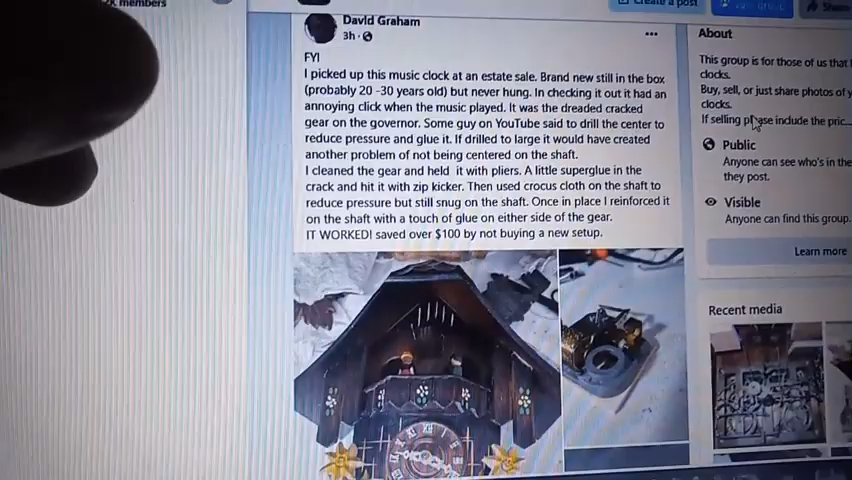 members
Create a post
Share
David Graham
3h
FYI
I picked up this music clock at an estate sale. Brand new still in the box
(probably 20 -30 years old) but never hung. In checking it out it had an
annoying click when the music played. It was the dreaded cracked
gear on the governor. Some guy on YouTube said to drill the center to
reduce pressure and glue it. If drilled to large it would have created
another problem of not being centered on the shaft.
I cleaned the gear and held it with pliers. A little superglue in the
crack and hit it with zip kicker. Then used crocus cloth on the shaft to
reduce pressure but still snug on the shaft. Once in place I reinforced it
on the shaft with a touch of glue on either side of the gear.
IT WORKED! saved over $100 by not buying a new setup.
About
This group is for those of us that
clocks.
Buy, sell, or just share photos of
clocks.
If selling please include the pric...
Public
Anyone can see who's in the
they post.
Visible
Anyone can find this group.
Learn more
Recent media